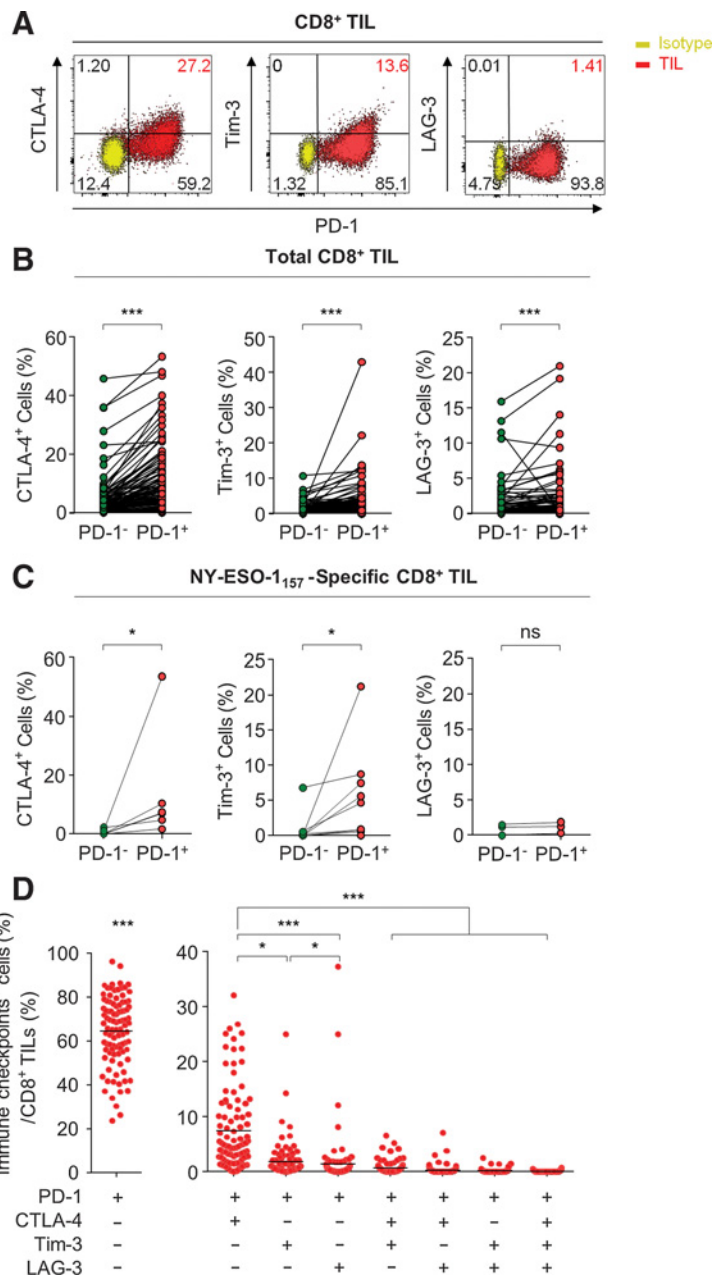 A
CD8+ TIL
Isotype
TIL
CTLA-4
1.20
27.2
12.4
59.2
Tim-3
0
13.6
1.32
85.1
LAG-3
0.01
1.41
4.79
93.8
PD-1
B
Total CD8+ TIL
***
***
***
CTLA-4+ Cells (%)
60
40
20
0
PD-1- PD-1+
Tim-3+ Cells (%)
50
40
30
20
10
0
PD-1- PD-1+
LAG-3+ Cells (%)
25
20
15
10
5
0
PD-1- PD-1+
C
NY-ESO-1157-Specific CD8+ TIL
*
*
ns
CTLA-4+ Cells (%)
60
40
20
0
PD-1- PD-1+
Tim-3+ Cells (%)
25
20
15
10
5
0
PD-1- PD-1+
LAG-3+ Cells (%)
25
20
15
10
5
0
PD-1- PD-1+
D
Immune checkpoints+ cells (%)
/CD8+ TILs (%)
***
100
80
60
40
20
0
***
***
* *
40
30
20
10
0
PD-1 + + + + + + + +
CTLA-4 – + – – + + – +
Tim-3 – – + – + – + +
LAG-3 – – – + – + + +